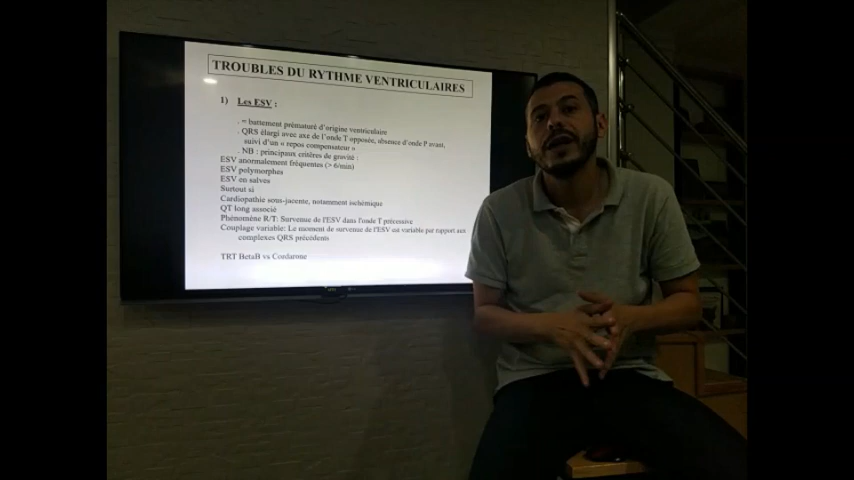 TROUBLES DU RYTHME VENTRICULAIRES
1) Les ESV :
. = battement prématuré d'origine ventriculaire
. QRS élargi avec axe de l'onde T opposée, absence d'onde P avant,
suivi d'un « repos compensateur »
. NB : principaux critères de gravité :
ESV anormalement fréquentes (> 6/min)
ESV polymorphes
ESV en salves
Surtout si
Cardiopathie sous-jacente, notamment ischémique
QT long associé
Phénomène R/T: Survenue de l'ESV dans l'onde T précessive
Couplage variable: Le moment de survenue de l'ESV est variable par rapport aux
complexes QRS précédents
TRT BetaB vs Cordarone